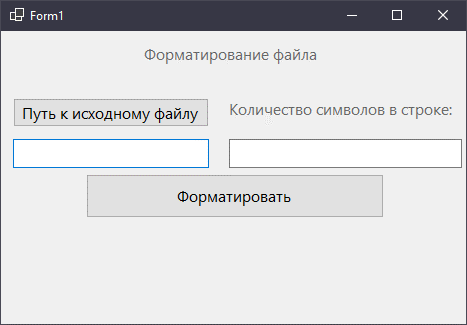 Form1
Форматирование файла
Путь к исходному файлу
Количество символов в строке:
Форматировать